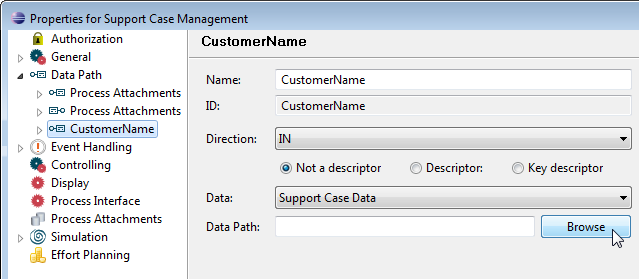 Properties for Support Case Management
Authorization
General
Data Path
Process Attachments
Process Attachments
CustomerName
Event Handling
Controlling
Display
Process Interface
Process Attachments
Simulation
Effort Planning
CustomerName
Name: CustomerName
ID: CustomerName
Direction: IN
Not a descriptor Descriptor: Key descriptor
Data: Support Case Data
Data Path: Browse